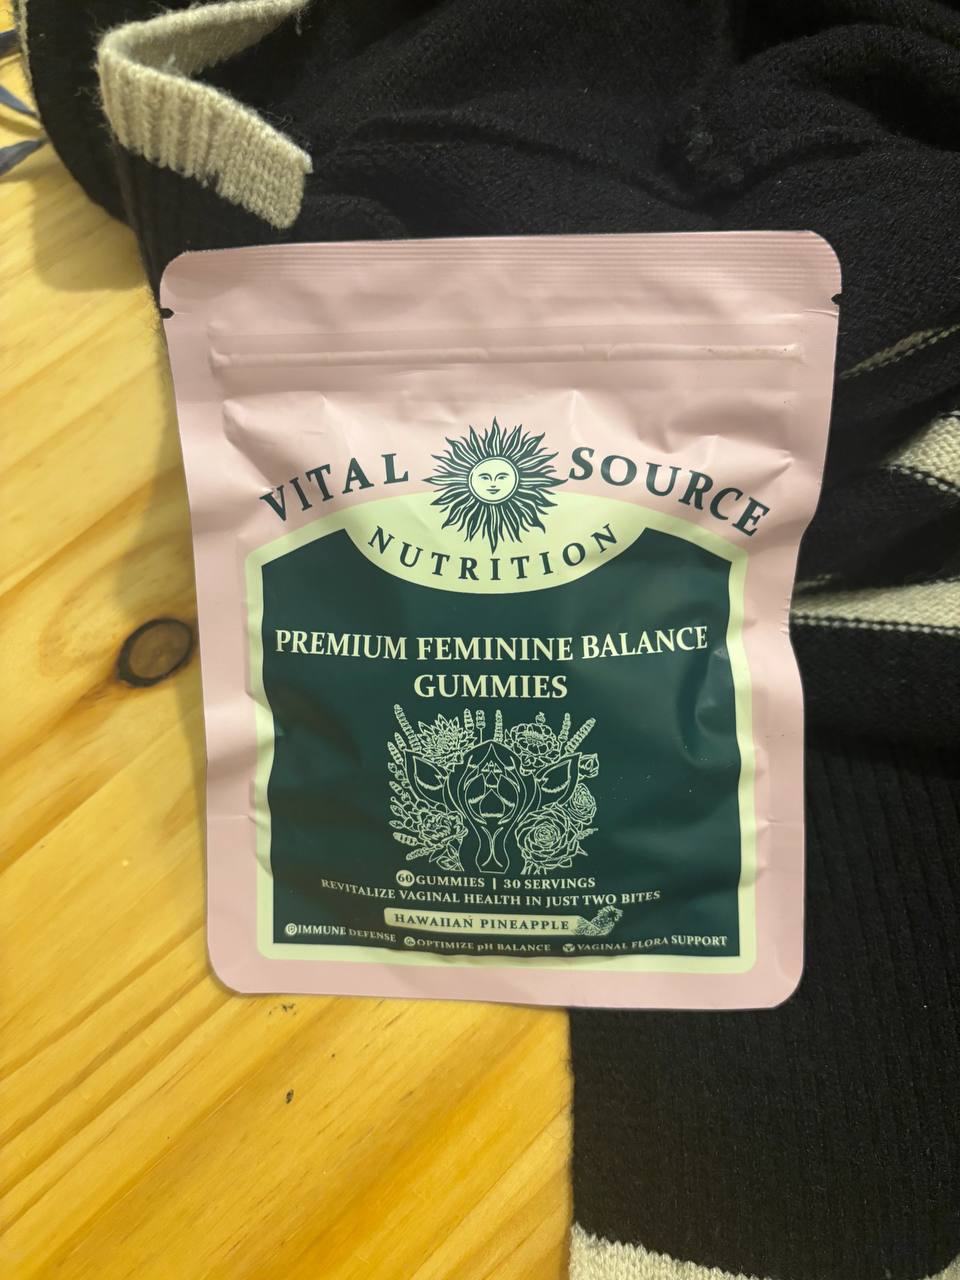 VITAL SOURCE
NUTRITION
PREMIUM FEMININE BALANCE
GUMMIES
60 GUMMIES | 30 SERVINGS
REVITALIZE VAGINAL HEALTH IN JUST TWO BITES
HAWAIIAN PINEAPPLE
IMMUNE DEFENSE OPTIMIZE pH BALANCE VAGINAL FLORA SUPPORT